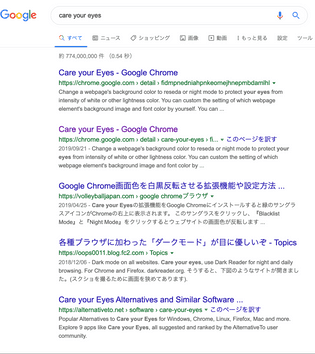 Google care your eyes
すべて ニュース ショッピング 画像 動画 もっと見る 設定 ツール
約 774,000,000 件 (0.54 秒)
Care your Eyes - Google Chrome
https://chrome.google.com › detail
Change a webpage's background color to reseda or night mode to protect your eyes from
intensity of white or other lightness color. You can custom the setting of which webpage
element's background image and font color by yourself. You can ...
Care your Eyes - Google Chrome
https://chrome.google.com › detail › care-your-eyes › fi... このページを訳す
2019/09/21 - Change a webpage's background color to reseda or night mode to protect your
eyes from intensity of white or other lightness color. You can custom the setting of which
webpage element's background image and font color ...
Google Chrome画面色を白黒反転させる拡張機能や設定方法 ...
https://volleyballjapan.com › google chromeブラウザ
2019/04/25 - Care your Eyesの拡張機能をGoogle Chromeにインストールすると緑のサングラ
スアイコンがChromeの右上に表示されます。 このサングラスをクリックし、「Blacklist
Mode」と「Night Mode」をクリックするとウェブサイトの画面色が反転します ...
各種ブラウザに加わった「ダークモード」が目に優しいぞ - Topics
https://oops0011.blog.fc2.com › Topics
2018/12/06 - Dark mode on all websites. Care your eyes, use Dark Reader for night and daily
browsing. For Chrome and Firefox. darkreader.org. そうすると、下図のようなサイトが開きまし
た。(スクショを撮るために画面を狭めてあります).
Care your Eyes Alternatives and Similar Software ...
https://alternativeto.net › software › care-your-eyes このページを訳す
Popular Alternatives to Care your Eyes for Windows, Chrome, Linux, Firefox, Mac and more.
Explore 9 apps like Care your Eyes, all suggested and ranked by the AlternativeTo user
community.